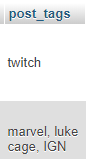 post_tags
twitch
marvel, luke
cage, IGN